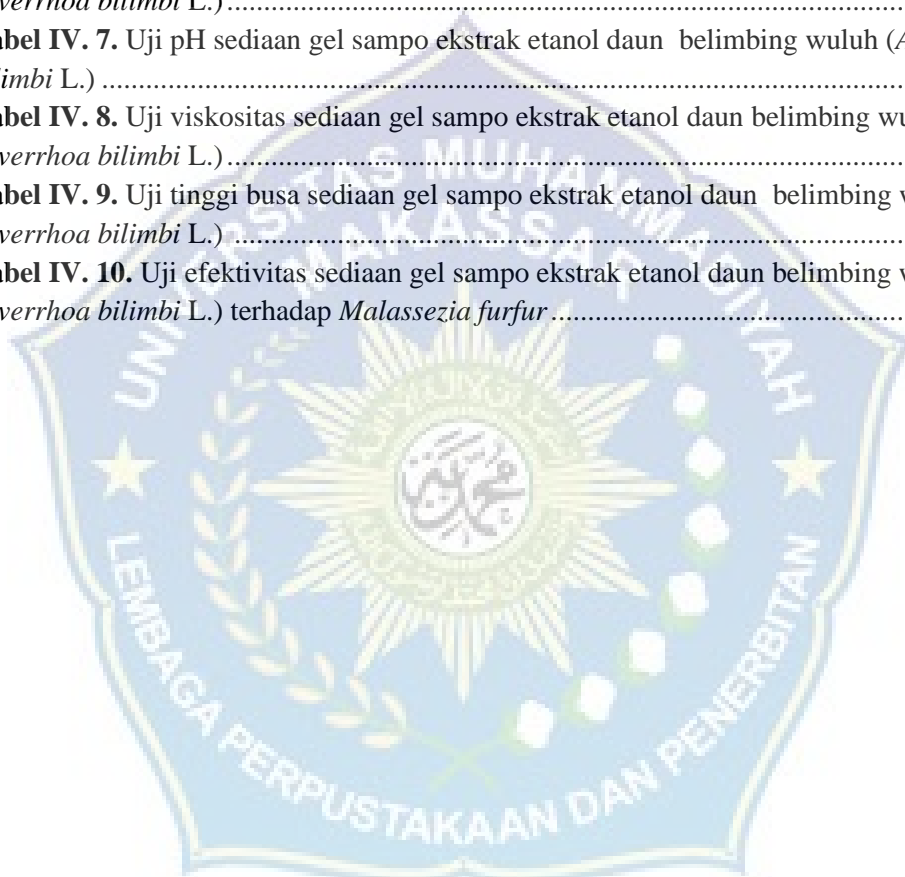 verrhoa bilimbi L.)
abel IV. 7. Uji pH sediaan gel sampo ekstrak etanol daun belimbing wuluh (A
limbi L.)
abel IV. 8. Uji viskositas sediaan gel sampo ekstrak etanol daun belimbing wu
verrhoa bilimbi L.)
abel IV. 9. Uji tinggi busa sediaan gel sampo ekstrak etanol daun belimbing w
verrhoa bilimbi L.)
abel IV. 10. Uji efektivitas sediaan gel sampo ekstrak etanol daun belimbing w
verrhoa bilimbi L.) terhadap Malassezia furfur
UNIVERSITAS MUHAMMADIYAH
MAKASSAR
محمد
LEMBAGA PERPUSTAKAAN DAN PENERBITAN